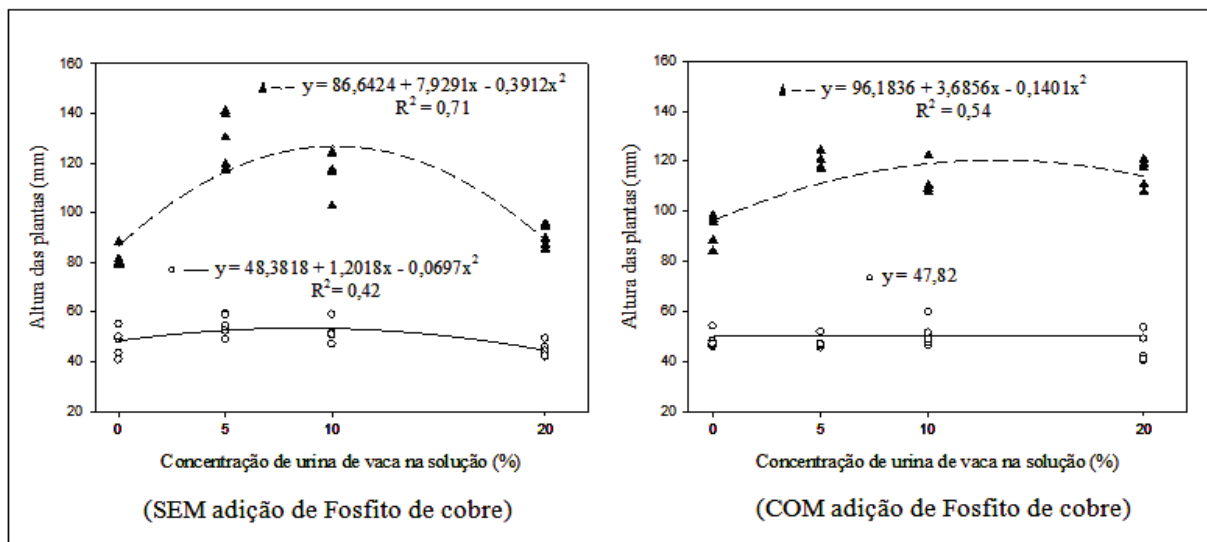 Altura das plantas (mm)
160
140
120
100
80
60
40
20
y = 86,6424 + 7,9291x - 0,3912x²
R² = 0,71
y = 48,3818 + 1,2018x - 0,0697x²
R² = 0,42
0 5 10 20
Concentração de urina de vaca na solução (%)
(SEM adição de Fosfito de cobre)
Altura das plantas (mm)
160
140
120
100
80
60
40
20
y = 96,1836 + 3,6856x - 0,1401x²
R² = 0,54
y = 47,82
0 5 10 20
Concentração de urina de vaca na solução (%)
(COM adição de Fosfito de cobre)